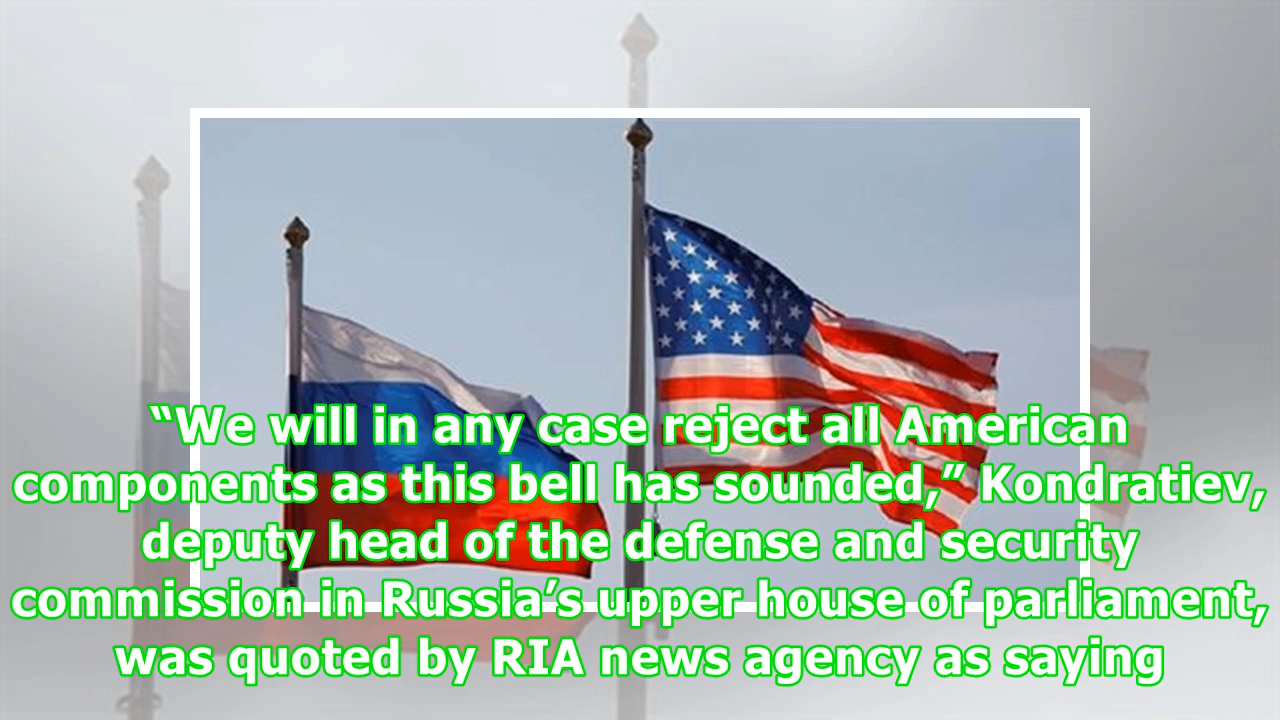 “We will in any case reject all American
components as this bell has sounded,” Kondratiev,
deputy head of the defense and security
commission in Russia’s upper house of parliament,
was quoted by RIA news agency as saying